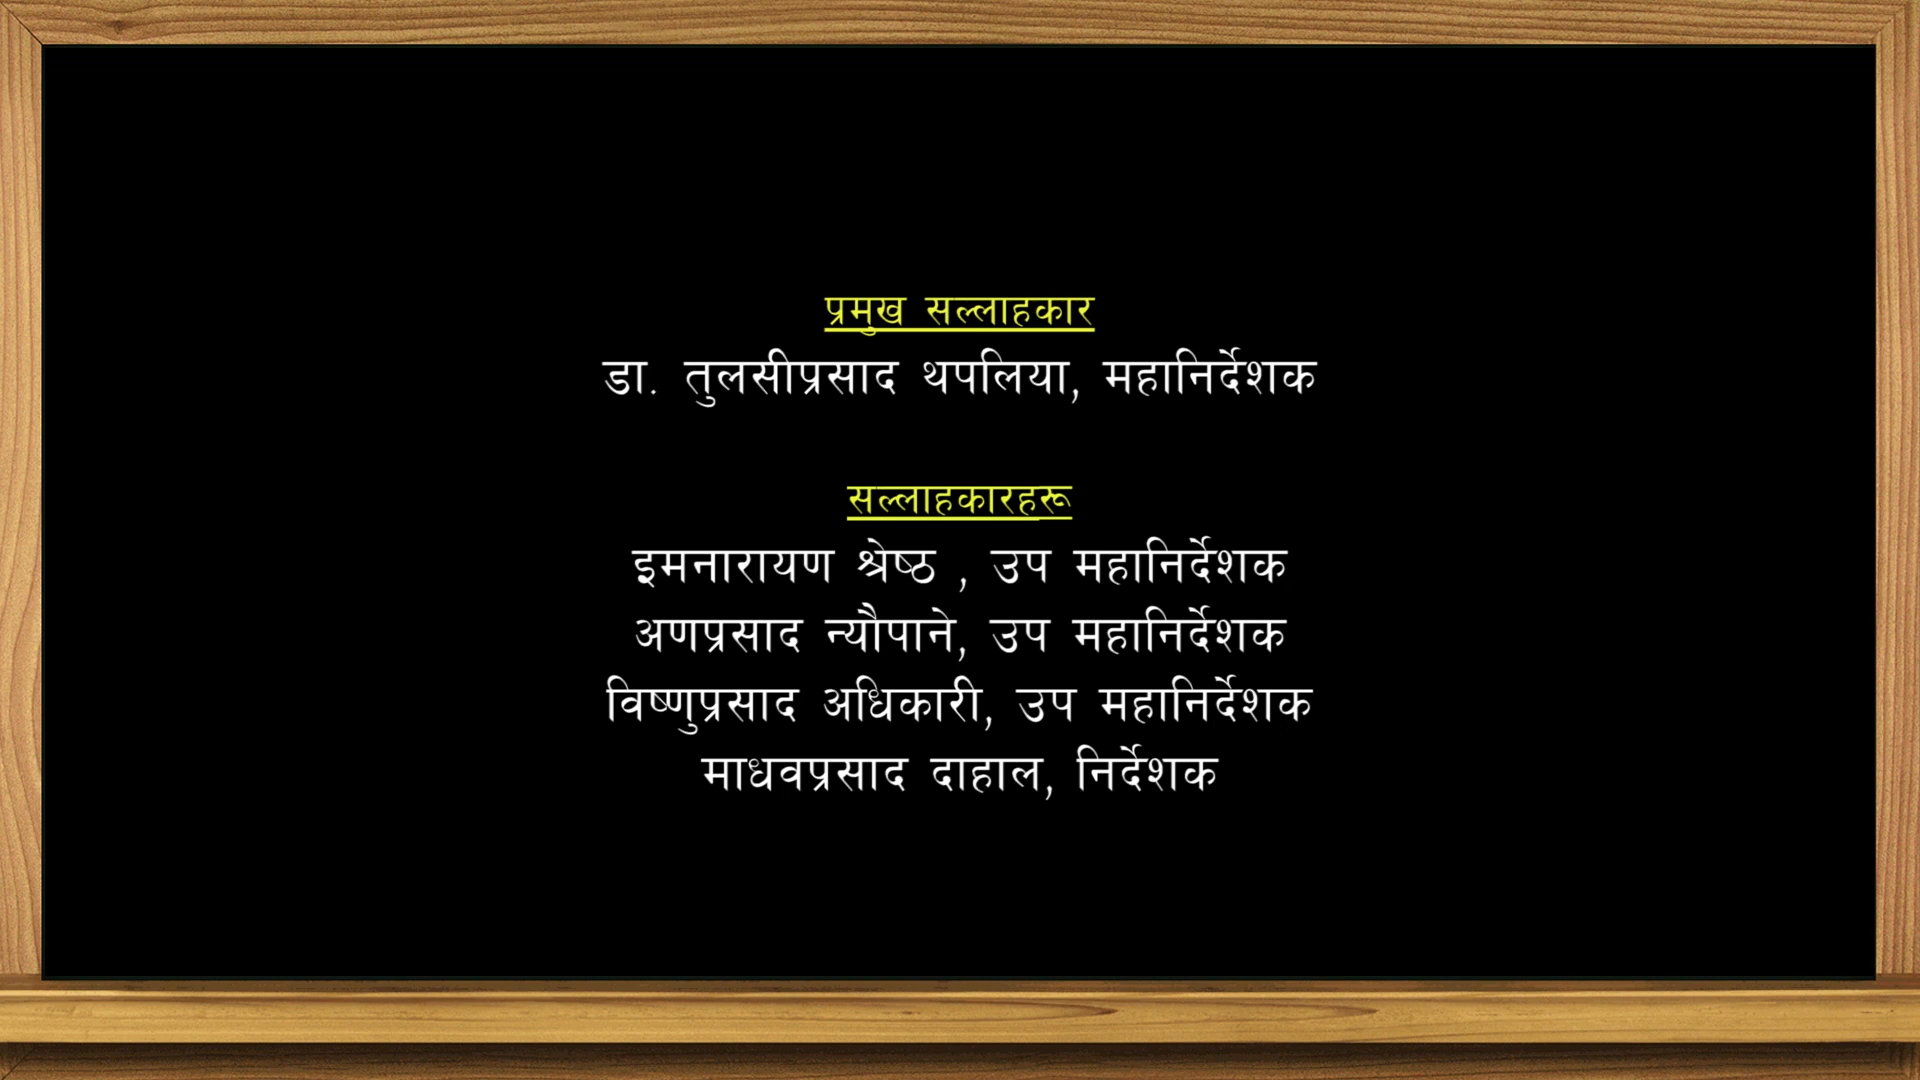 प्रमुख सल्लाहकार
डा. तुलसीप्रसाद थपलिया, महानिर्देशक
सल्लाहकारहरू
इमनारायण श्रेष्ठ , उप महानिर्देशक
अणप्रसाद न्यौपाने, उप महानिर्देशक
विष्णुप्रसाद अधिकारी, उप महानिर्देशक
माधवप्रसाद दाहाल, निर्देशक